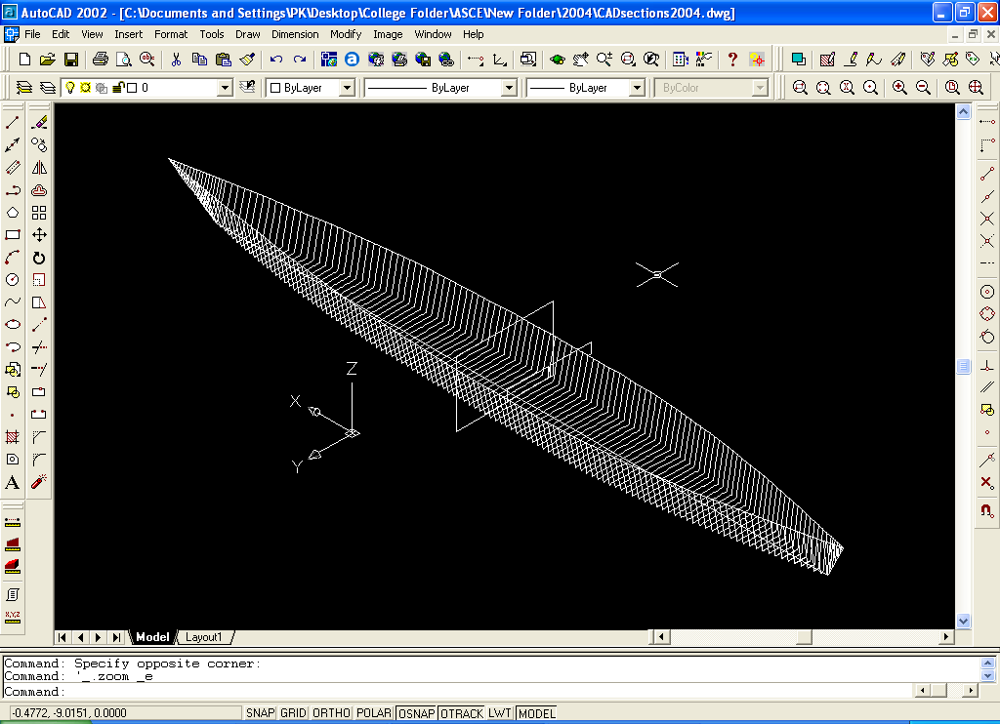 AutoCAD 2002 - [C:\Documents and Settings\PK\Desktop\College Folder\ASCE\New Folder\2004\CADsections2004.dwg]
File Edit View Insert Format Tools Draw Dimension Modify Image Window Help
0 ByLayer ByLayer ByLayer ByColor
Z
X
Y
A
X,Y,Z
Model Layout1
Command: Specify opposite corner:
Command: '_.zoom _e
Command:
-0.4772, -9.0151, 0.0000 SNAP GRID ORTHO POLAR OSNAP OTRACK LWT MODEL